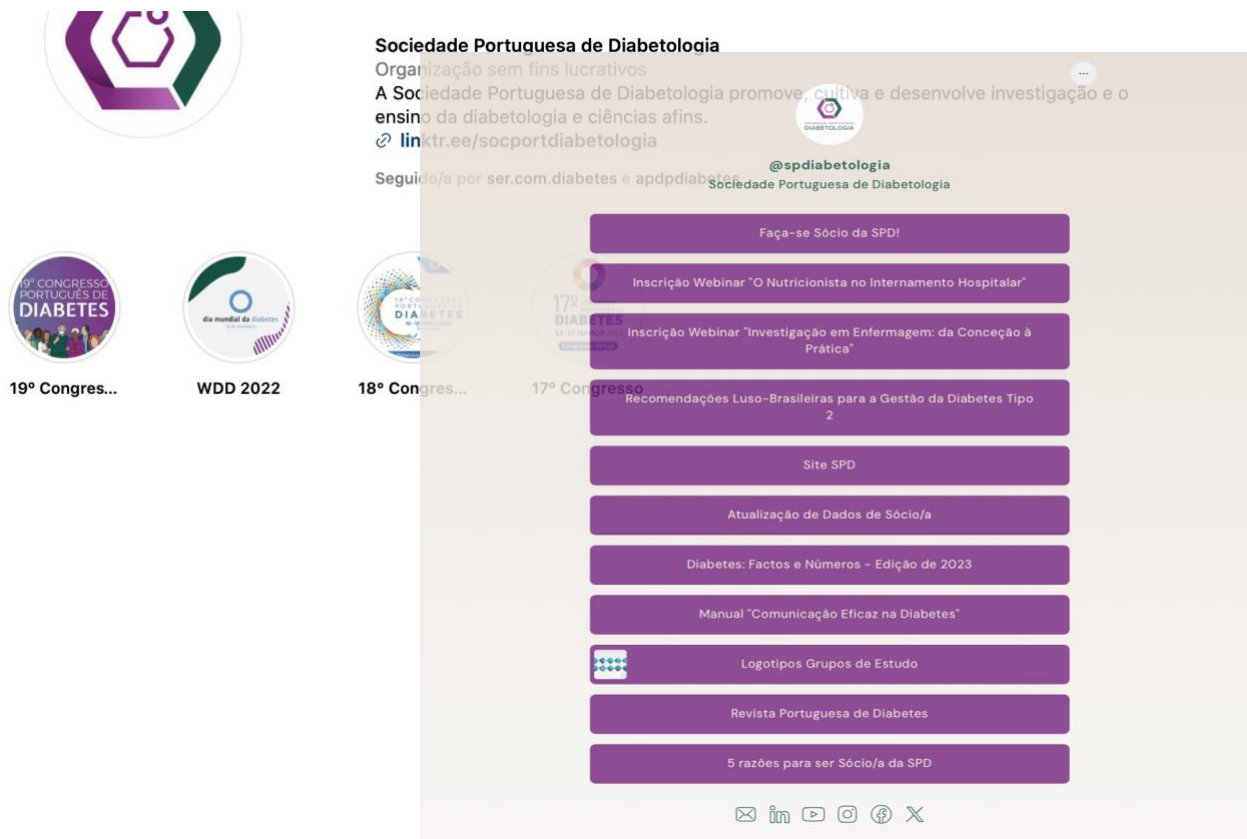 Sociedade Portuguesa de Diabetologia
Organização sem fins lucrativos
A Sociedade Portuguesa de Diabetologia promove, cultiva e desenvolve investigação e o
ensino da diabetologia e ciências afins.
linktr.ee/socportdiabetologia
Seguido/a por ser.com.diabetes e apdpdiabetes
19º CONGRESSO
PORTUGUÊS DE
DIABETES
dia mundial da diabetes
DIABETES
17º
DIABETES
Congresso Virtual
19º Congres...
WDD 2022
18º Congres...
17º Congresso
...
DIABETOLOGIA
@spdiabetologia
Sociedade Portuguesa de Diabetologia
Faça-se Sócio da SPD!
Inscrição Webinar "O Nutricionista no Internamento Hospitalar"
Inscrição Webinar "Investigação em Enfermagem: da Conceção à
Prática"
Recomendações Luso-Brasileiras para a Gestão da Diabetes Tipo
2
Site SPD
Atualização de Dados de Sócio/a
Diabetes: Factos e Números - Edição de 2023
Manual "Comunicação Eficaz na Diabetes"
Logotipos Grupos de Estudo
Revista Portuguesa de Diabetes
5 razões para ser Sócio/a da SPD